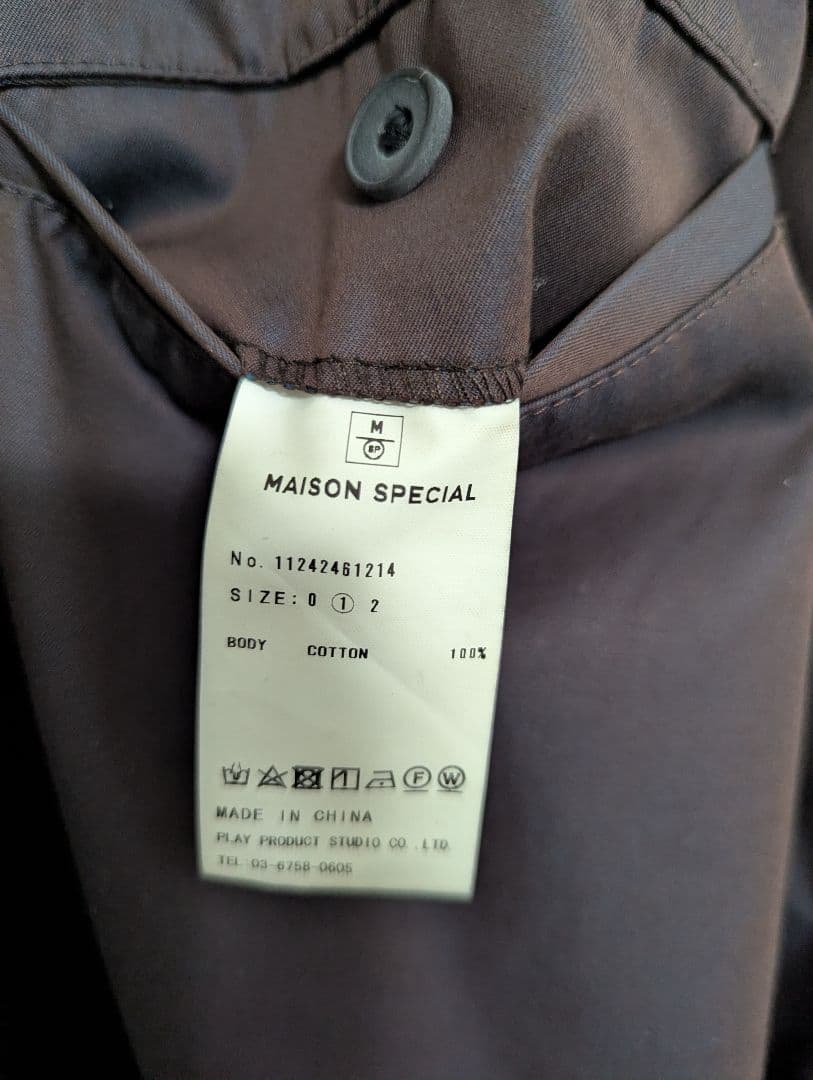 M
SP
MAISON SPECIAL
No. 11242461214
SIZE: 0 ① 2
BODY COTTON 100%
F W
MADE IN CHINA
PLAY PRODUCT STUDIO CO.,LTD.
TEL 03-6758-0605